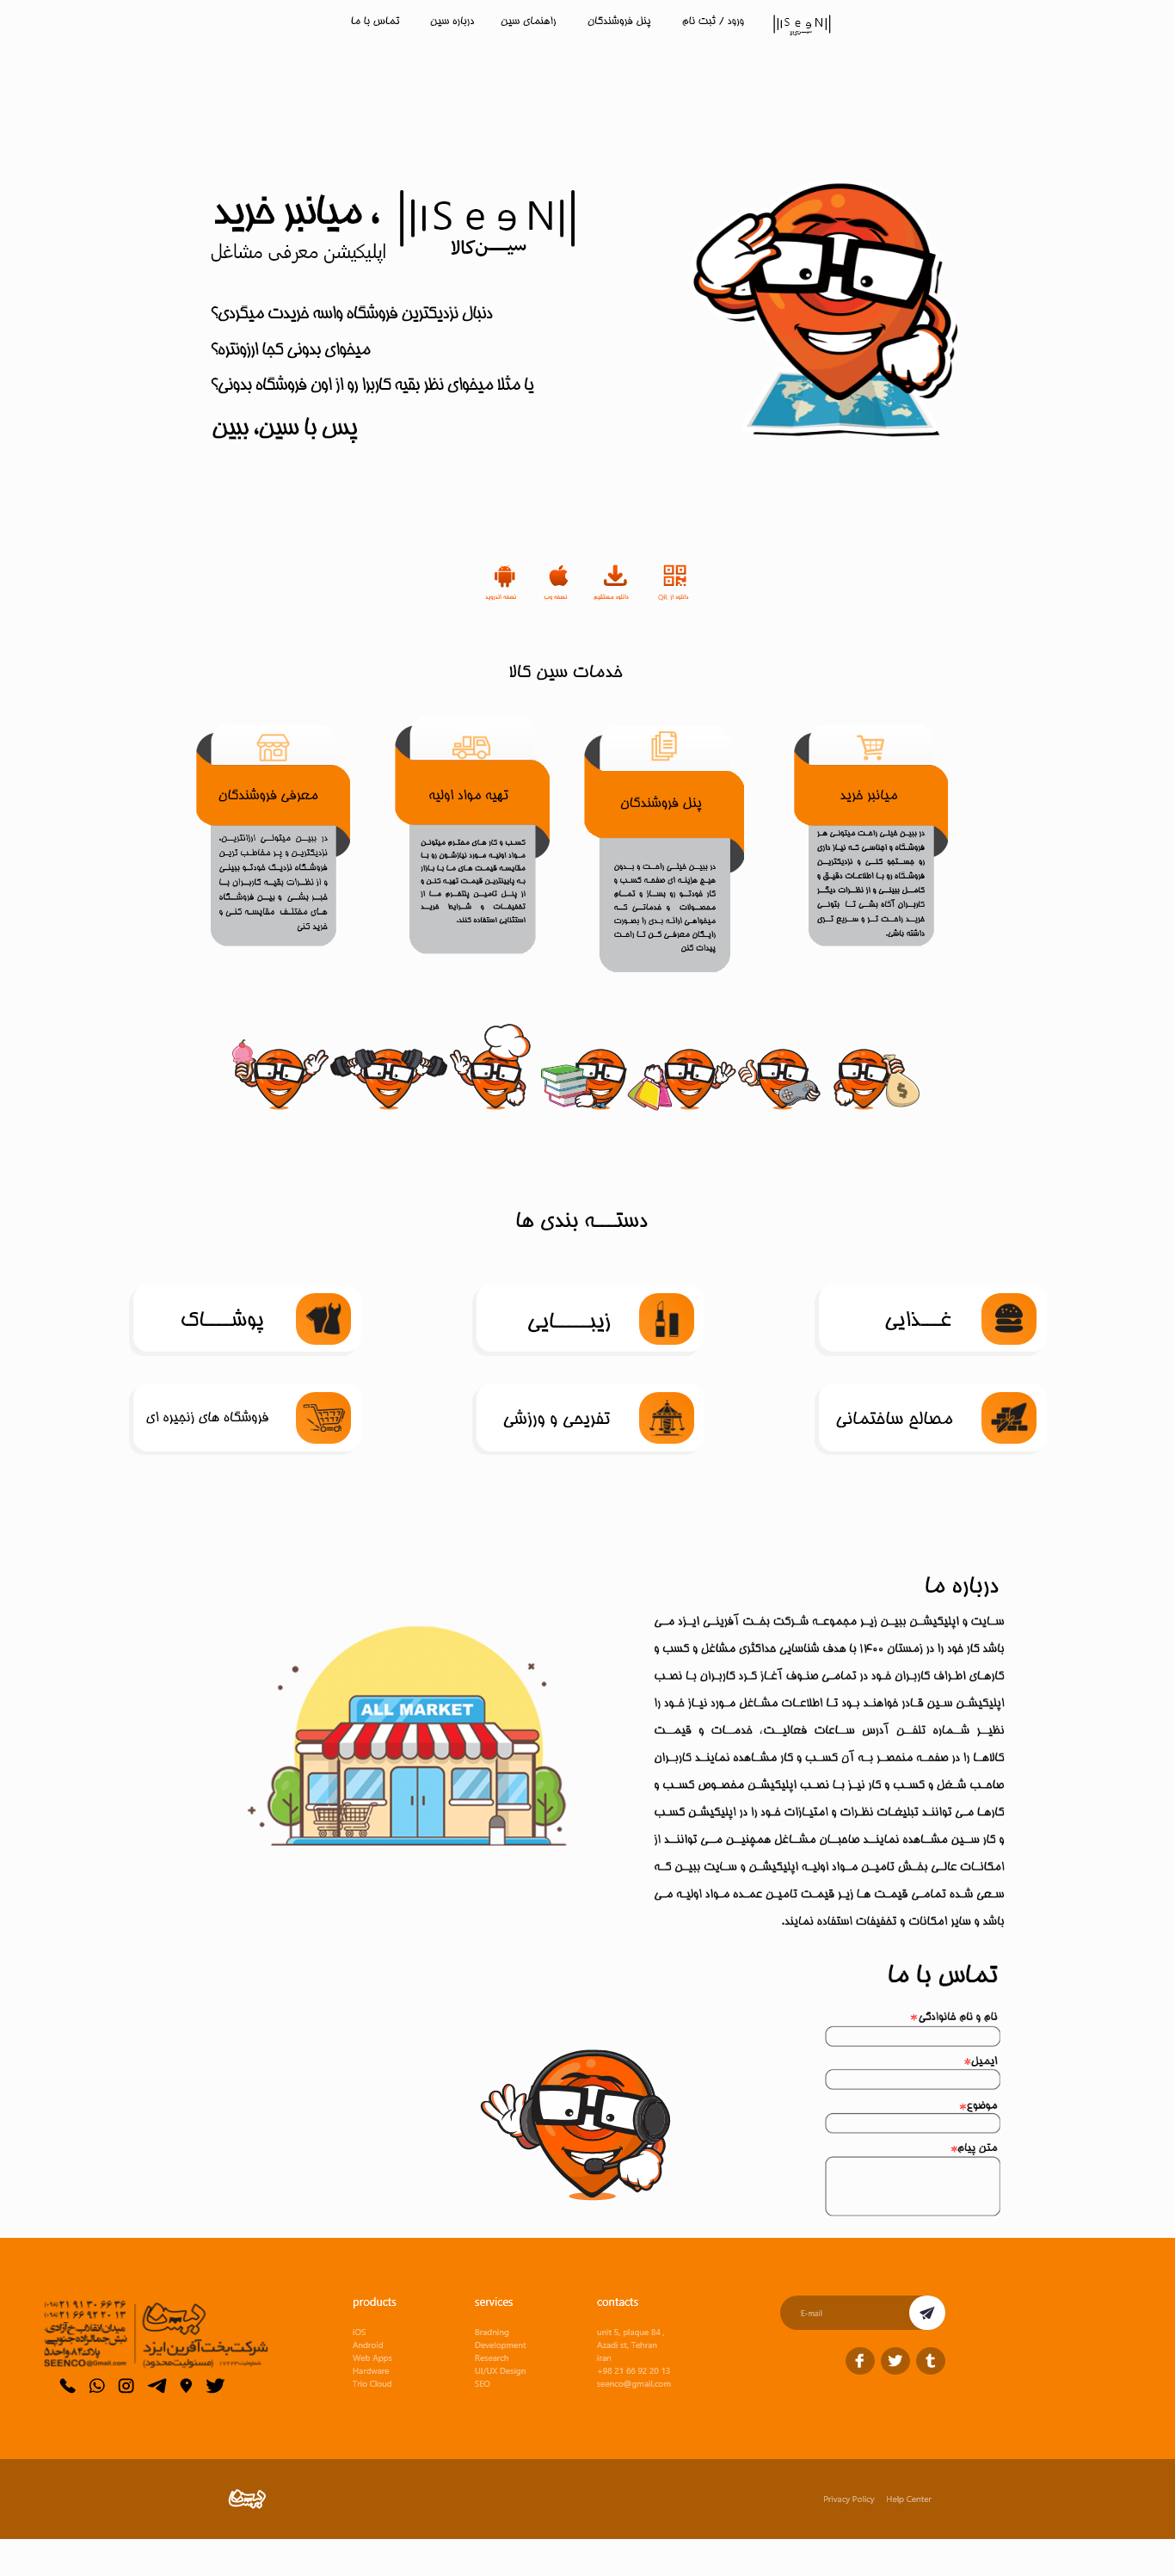 SeeNا سیـن‌کالا
ورود / ثبت نام
پنل فروشندگان
راهنمای سین
درباره سین
تماس با ما
SeeN
سیــن‌کالا
، میانبر خرید
اپلیکیشن معرفی مشاغل
دنبال نزدیکترین فروشگاه واسه خریدت میگردی؟
میخوای بدونی کجا ارزونتره؟
یا مثلا میخوای نظر بقیه کاربرا رو از اون فروشگاه بدونی؟
پس با سین، ببین
دانلود از QR
دانلود مستقیم
نسخه وب
نسخه اندروید
خدمات سین کالا
میانبر خرید
در ببین خیلی راحت میتونی هر
فروشگاه و اجناسی که نیاز داری
رو جستجو کنی و نزدیکترین
فروشگاه رو با اطلاعات دقیق و
کامل ببینی و از نظرات دیگر
کاربران آگاه بشی تا بتونی
خرید راحت تر و سریع تری
داشته باشی.
پنل فروشندگان
در ببین خیلی راحت و بدون
هیچ هزینه ای صفحه کسب و
کار خودتو رو بساز و تمام
محصولات و خدماتی که
میخواهی ارائه بدی را بصورت
رایگان معرفی کن تا راحت
پیدات کنن
تهیه مواد اولیه
کسب و کار های محترم میتونن
مواد اولیه مورد نیازشون رو با
مقایسه قیمت های ما با بازار
به پایینترین قیمت تهیه کنن و
از پنل تامین پنلتفرم ما از
تخفیفات و شرایط خرید
استثنایی استفاده کنند.
معرفی فروشندگان
در ببین میتونی ارزانترین،
نزدیکترین و پر مخاطب ترین
فروشگاه نزدیک خودتو ببینی
و از نظرات بقیه کاربران با
خبر بشی و بین فروشگاه
های مختلف مقایسه کنی و
خرید کنی
$
دستـــه بندی ها
غـــذایی
زیبــــایی
پوشـــاک
مصالح ساختمانی
تفریحی و ورزشی
فروشگاه های زنجیره ای
درباره ما
سایت و اپلیکیشن ببین زیر مجموعه شرکت بخت آفرینی ایزد می
باشد کار خود را در زمستان ۱۴۰۰ با هدف شناسایی حداکثری مشاغل و کسب و
کارهای اطراف کاربران خود در تمامی صنوف آغاز کرد کاربران با نصب
اپلیکیشن سین قادر خواهند بود تا اطلاعات مشاغل مورد نیاز خود را
نظیر شماره تلفن آدرس ساعات فعالیت، خدمات و قیمت
کالاها را در صفحه منحصر به آن کسب و کار مشاهده نمایند کاربران
صاحب شغل و کسب و کار نیز با نصب اپلیکیشن مخصوص کسب و
کارها می توانند تبلیغات نظرات و امتیازات خود را در اپلیکیشن کسب
و کار سین مشاهده نمایند صاحبان مشاغل همچنین می توانند از
امکانات عالی بخش تامین مواد اولیه اپلیکیشن و سایت ببین که
سعی شده تمامی قیمت ها زیر قیمت تامین عمده مواد اولیه می
باشد و سایر امکانات و تخفیفات استفاده نمایند.
ALL MARKET
تماس با ما
نام و نام خانوادگی*
ایمیل*
موضوع*
متن پیام*
(+۹۸) ۲۱ ۹۱ ۳۰ ۶۶ ۳۶
(+۹۸) ۲۱ ۶۶ ۹۲ ۲۰ ۱۳
میدان انقلاب خ آزادی،
نبش جمالزاده جنوبی
پلاک ۸۴ واحد ۵
SEENCO@Gmail.com
شرکت بخت آفرین ایزد
(مسئولیت محدود)
products
iOS
Android
Web Apps
Hardware
Trio Cloud
services
Bradning
Development
Research
UI/UX Design
SEO
contacts
unit 5, plaque 84 ,
Azadi st, Tehran
iran
+98 21 66 92 20 13
seenco@gmail.com
E-mail
Privacy Policy
Help Center